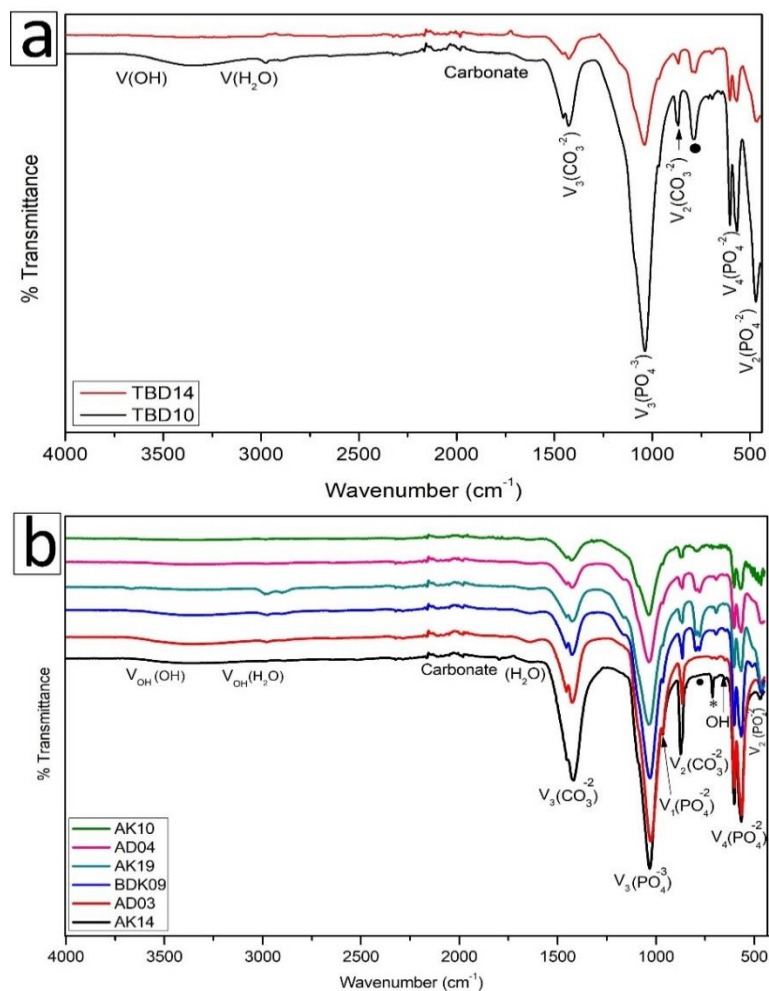 a
V(OH)
V(H₂O)
Carbonate
V₃(CO₃⁻²)
V₃(PO₄⁻³)
V₂(CO₃⁻²)
●
V₄(PO₄⁻²)
V₂(PO₄⁻²)
% Transmittance
TBD14
TBD10
4000 3500 3000 2500 2000 1500 1000 500
Wavenumber (cm⁻¹)
b
V_OH(OH)
V_OH(H₂O)
Carbonate
(H₂O)
V₃(CO₃⁻²)
V₃(PO₄⁻³)
V₁(PO₄⁻²)
V₂(CO₃⁻²)
●
*
OH
V₄(PO₄⁻²)
V₂(PO₄⁻²)
% Transmittance
AK10
AD04
AK19
BDK09
AD03
AK14
4000 3500 3000 2500 2000 1500 1000 500
Wavenumber (cm⁻¹)